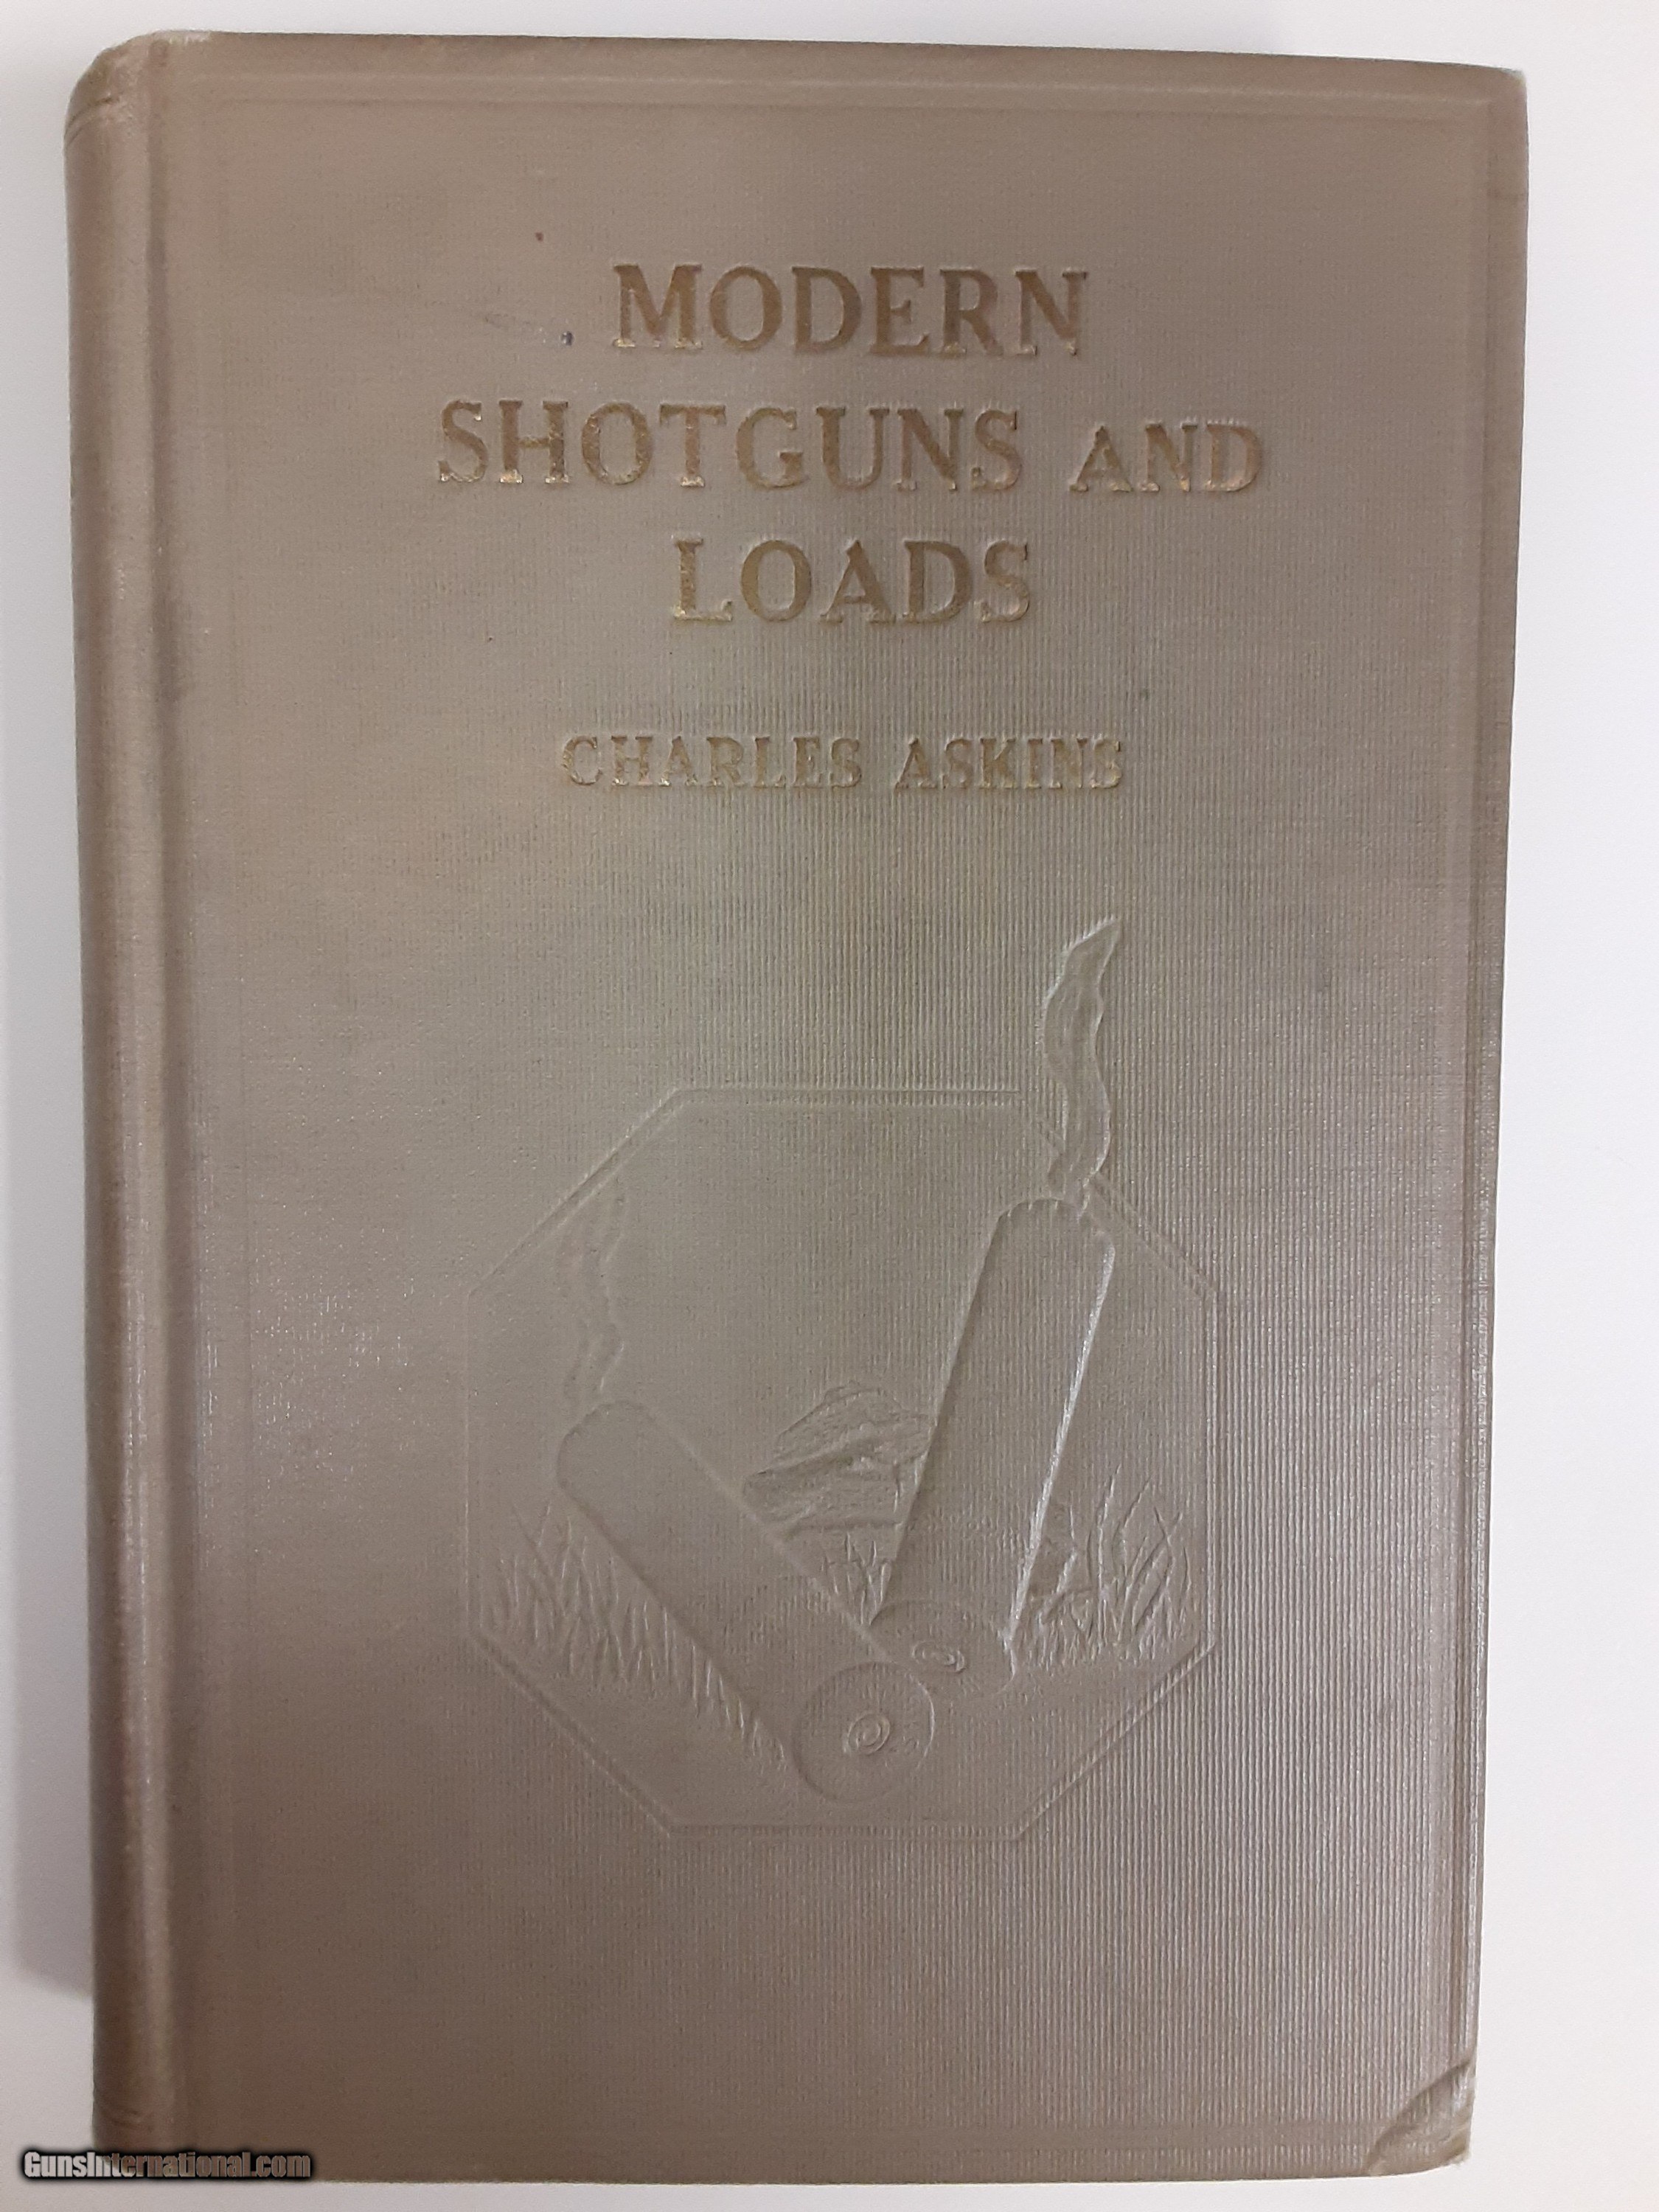 MODERN
SHOTGUNS AND
LOADS
CHARLES ASKINS
GunsInternational.com